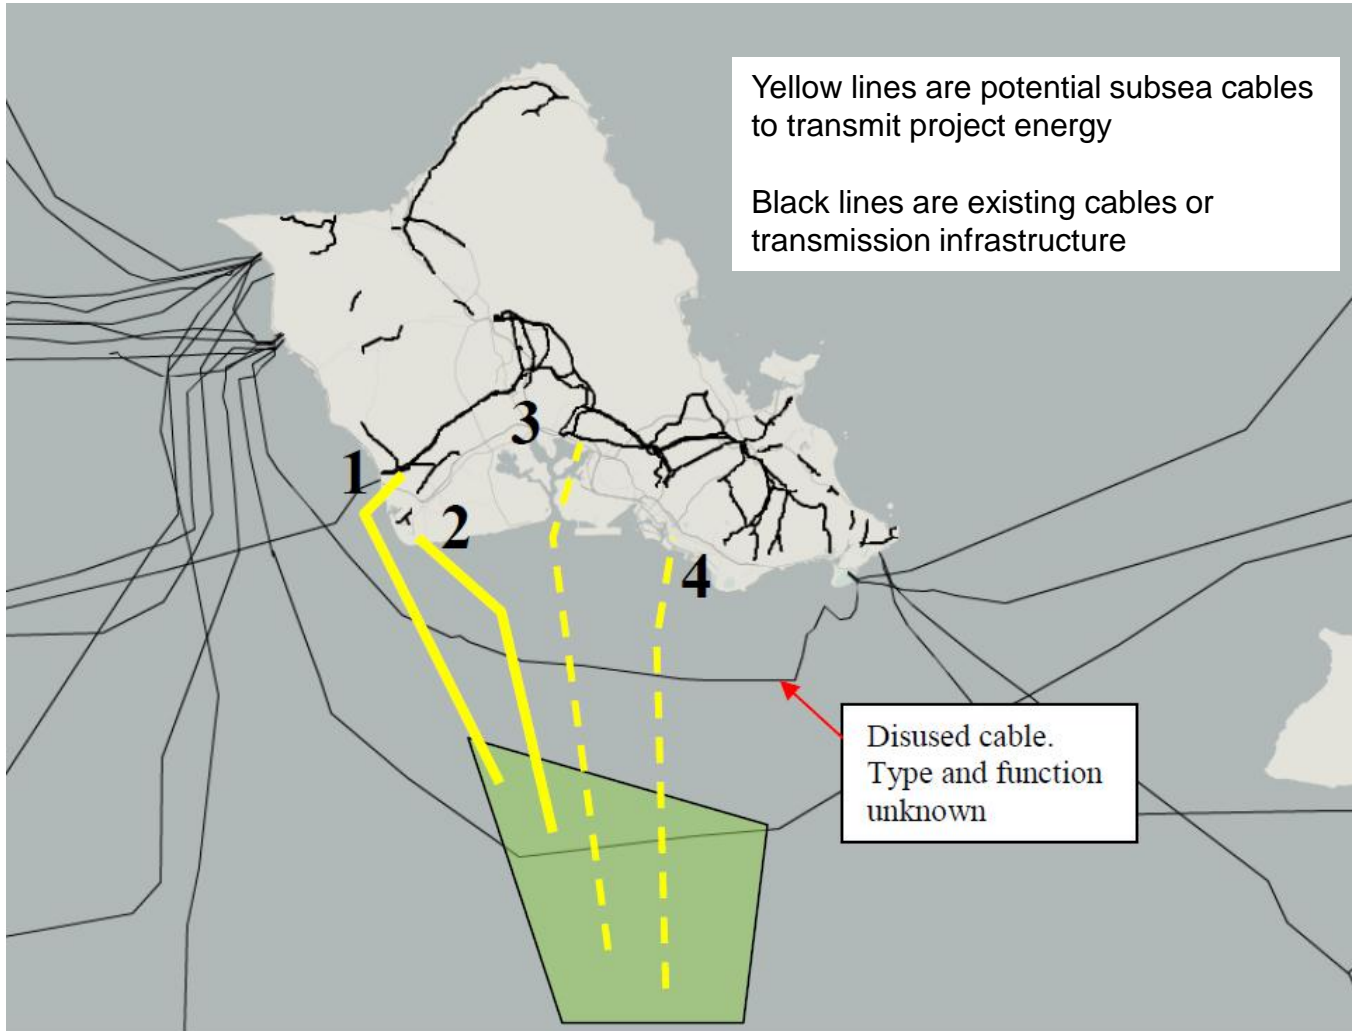 Yellow lines are potential subsea cables
to transmit project energy
Black lines are existing cables or
transmission infrastructure
3
1
2
4
Disused cable.
Type and function
unknown